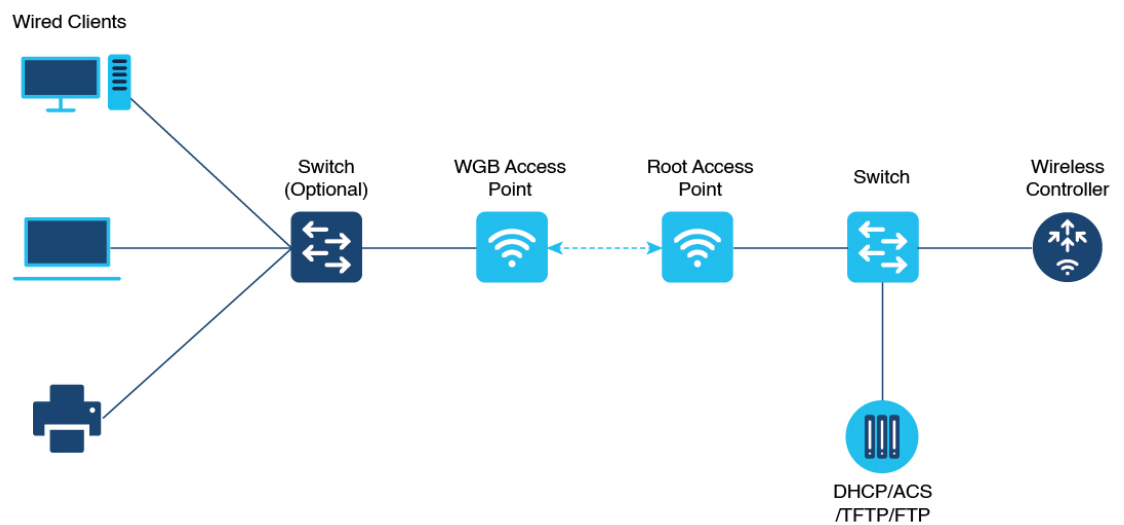 Wired Clients
Switch
(Optional)
WGB Access
Point
Root Access
Point
Switch
Wireless
Controller
DHCP/ACS
/TFTP/FTP